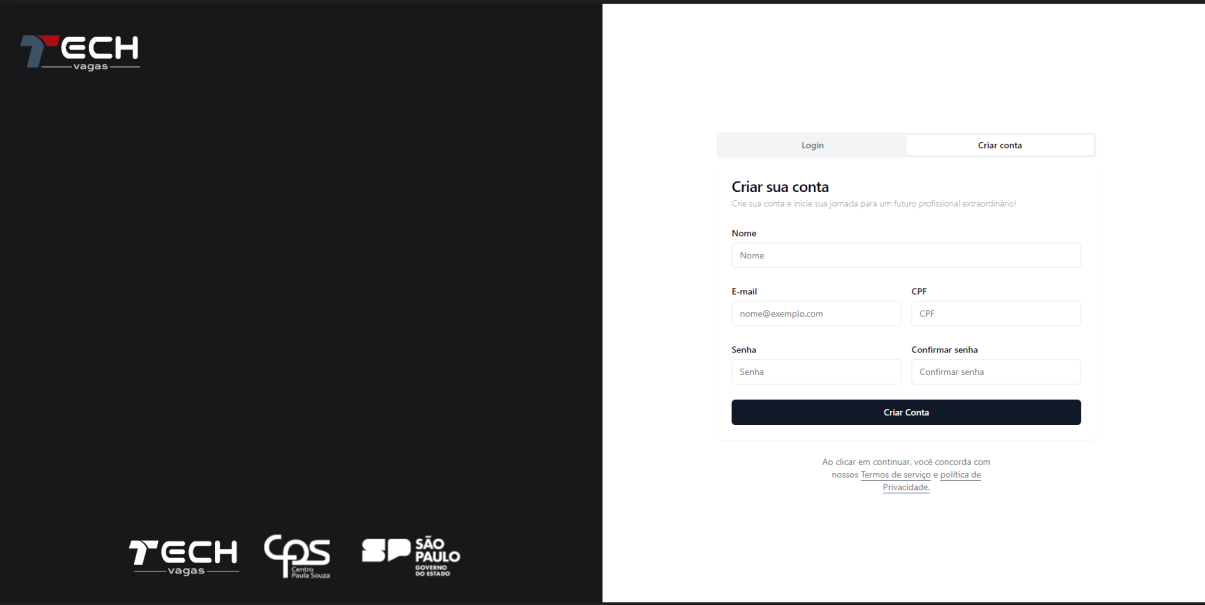 TECH
vagas
Login
Criar conta
Criar sua conta
Crie sua conta e inicie sua jornada para um futuro profissional extraordinário!
Nome
Nome
E-mail
CPF
nome@exemplo.com
CPF
Senha
Confirmar senha
Senha
Confirmar senha
Criar Conta
Ao clicar em continuar, você concorda com
nossos Termos de serviço e política de
Privacidade.
TECH
vagas
CPS
Centro
Paula Souza
SP
SÃO
PAULO
GOVERNO
DO ESTADO